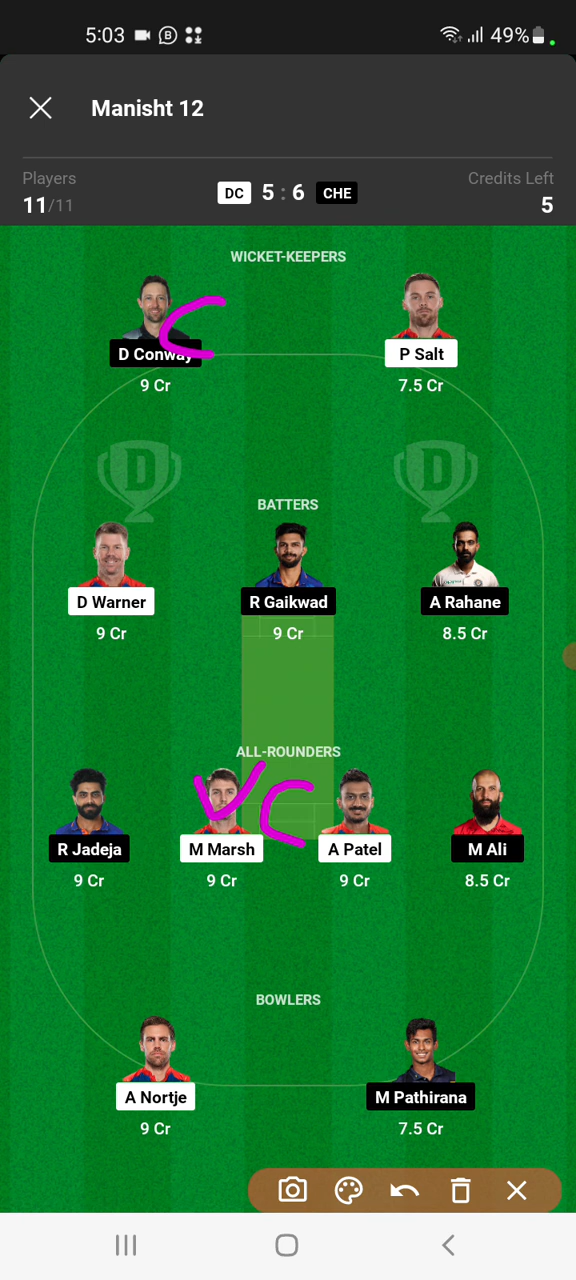 5:03 B 49%
Manisht 12
Players Credits Left
11/11 DC 5 : 6 CHE 5
WICKET-KEEPERS
D Conway P Salt
C
9 Cr 7.5 Cr
D D
BATTERS
D Warner R Gaikwad A Rahane
9 Cr 9 Cr 8.5 Cr
ALL-ROUNDERS
V C
R Jadeja M Marsh A Patel M Ali
9 Cr 9 Cr 9 Cr 8.5 Cr
BOWLERS
A Nortje M Pathirana
9 Cr 7.5 Cr